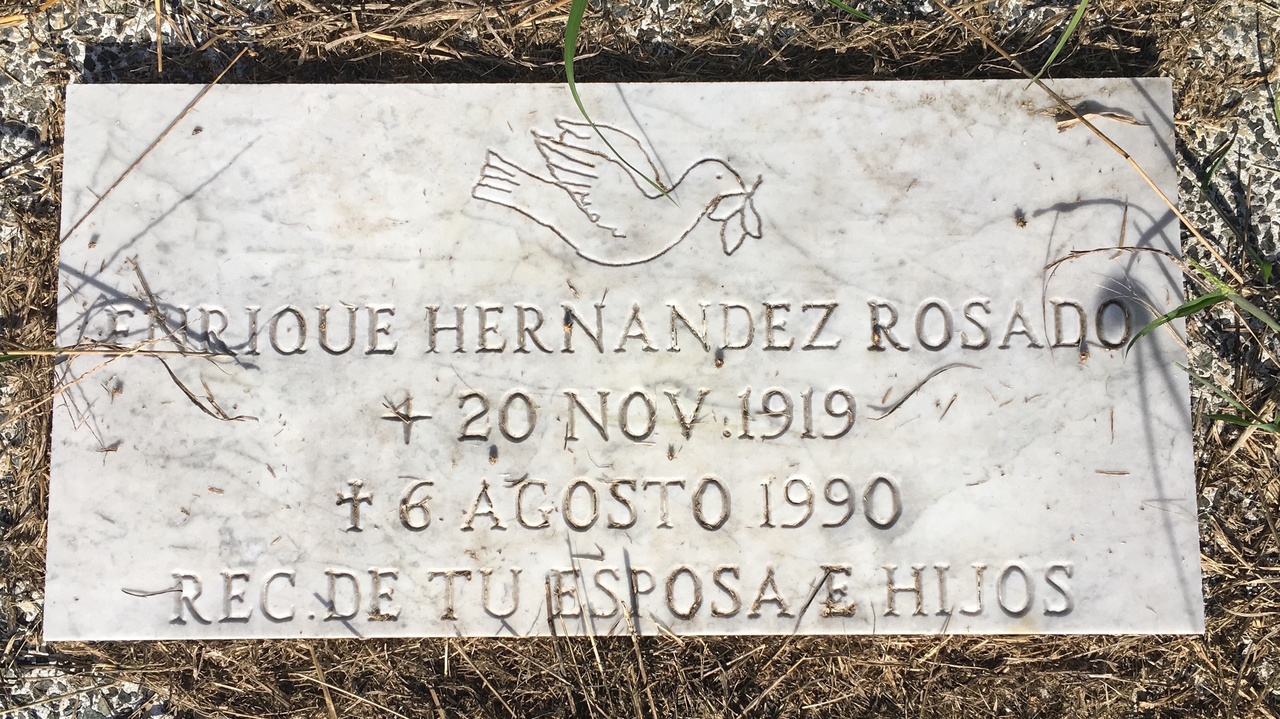 ENRIQUE HERNANDEZ ROSADO
20 NOV. 1919
✝ 6 AGOSTO 1990
REC. DE TU ESPOSA E HIJOS